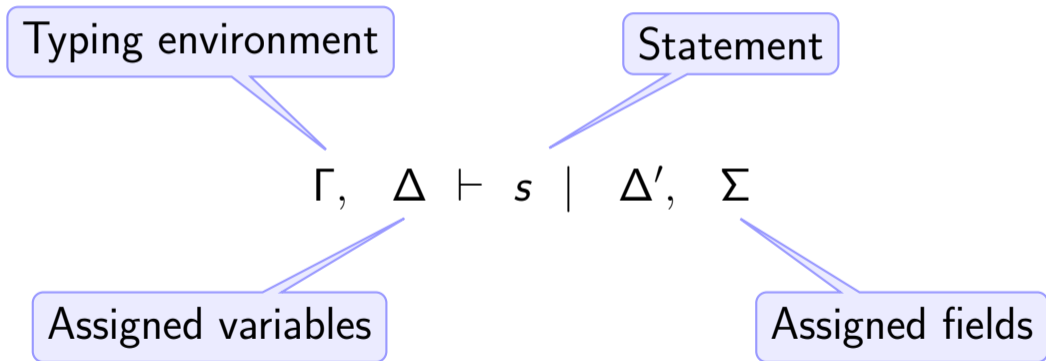 Typing environment
Statement
Γ, Δ ⊢ s | Δ′, Σ
Assigned variables
Assigned fields